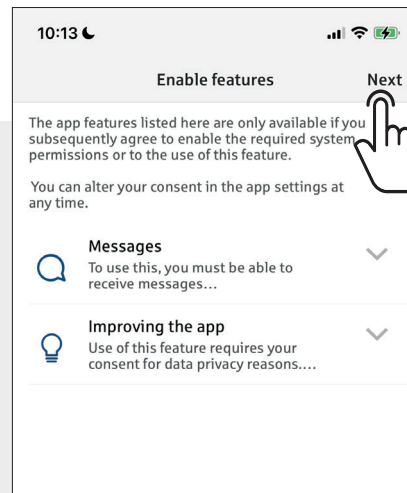 10:13
Enable features
Next
The app features listed here are only available if you
subsequently agree to enable the required system
permissions or to the use of this feature.
You can alter your consent in the app settings at
any time.
Messages
To use this, you must be able to
receive messages...
Improving the app
Use of this feature requires your
consent for data privacy reasons....